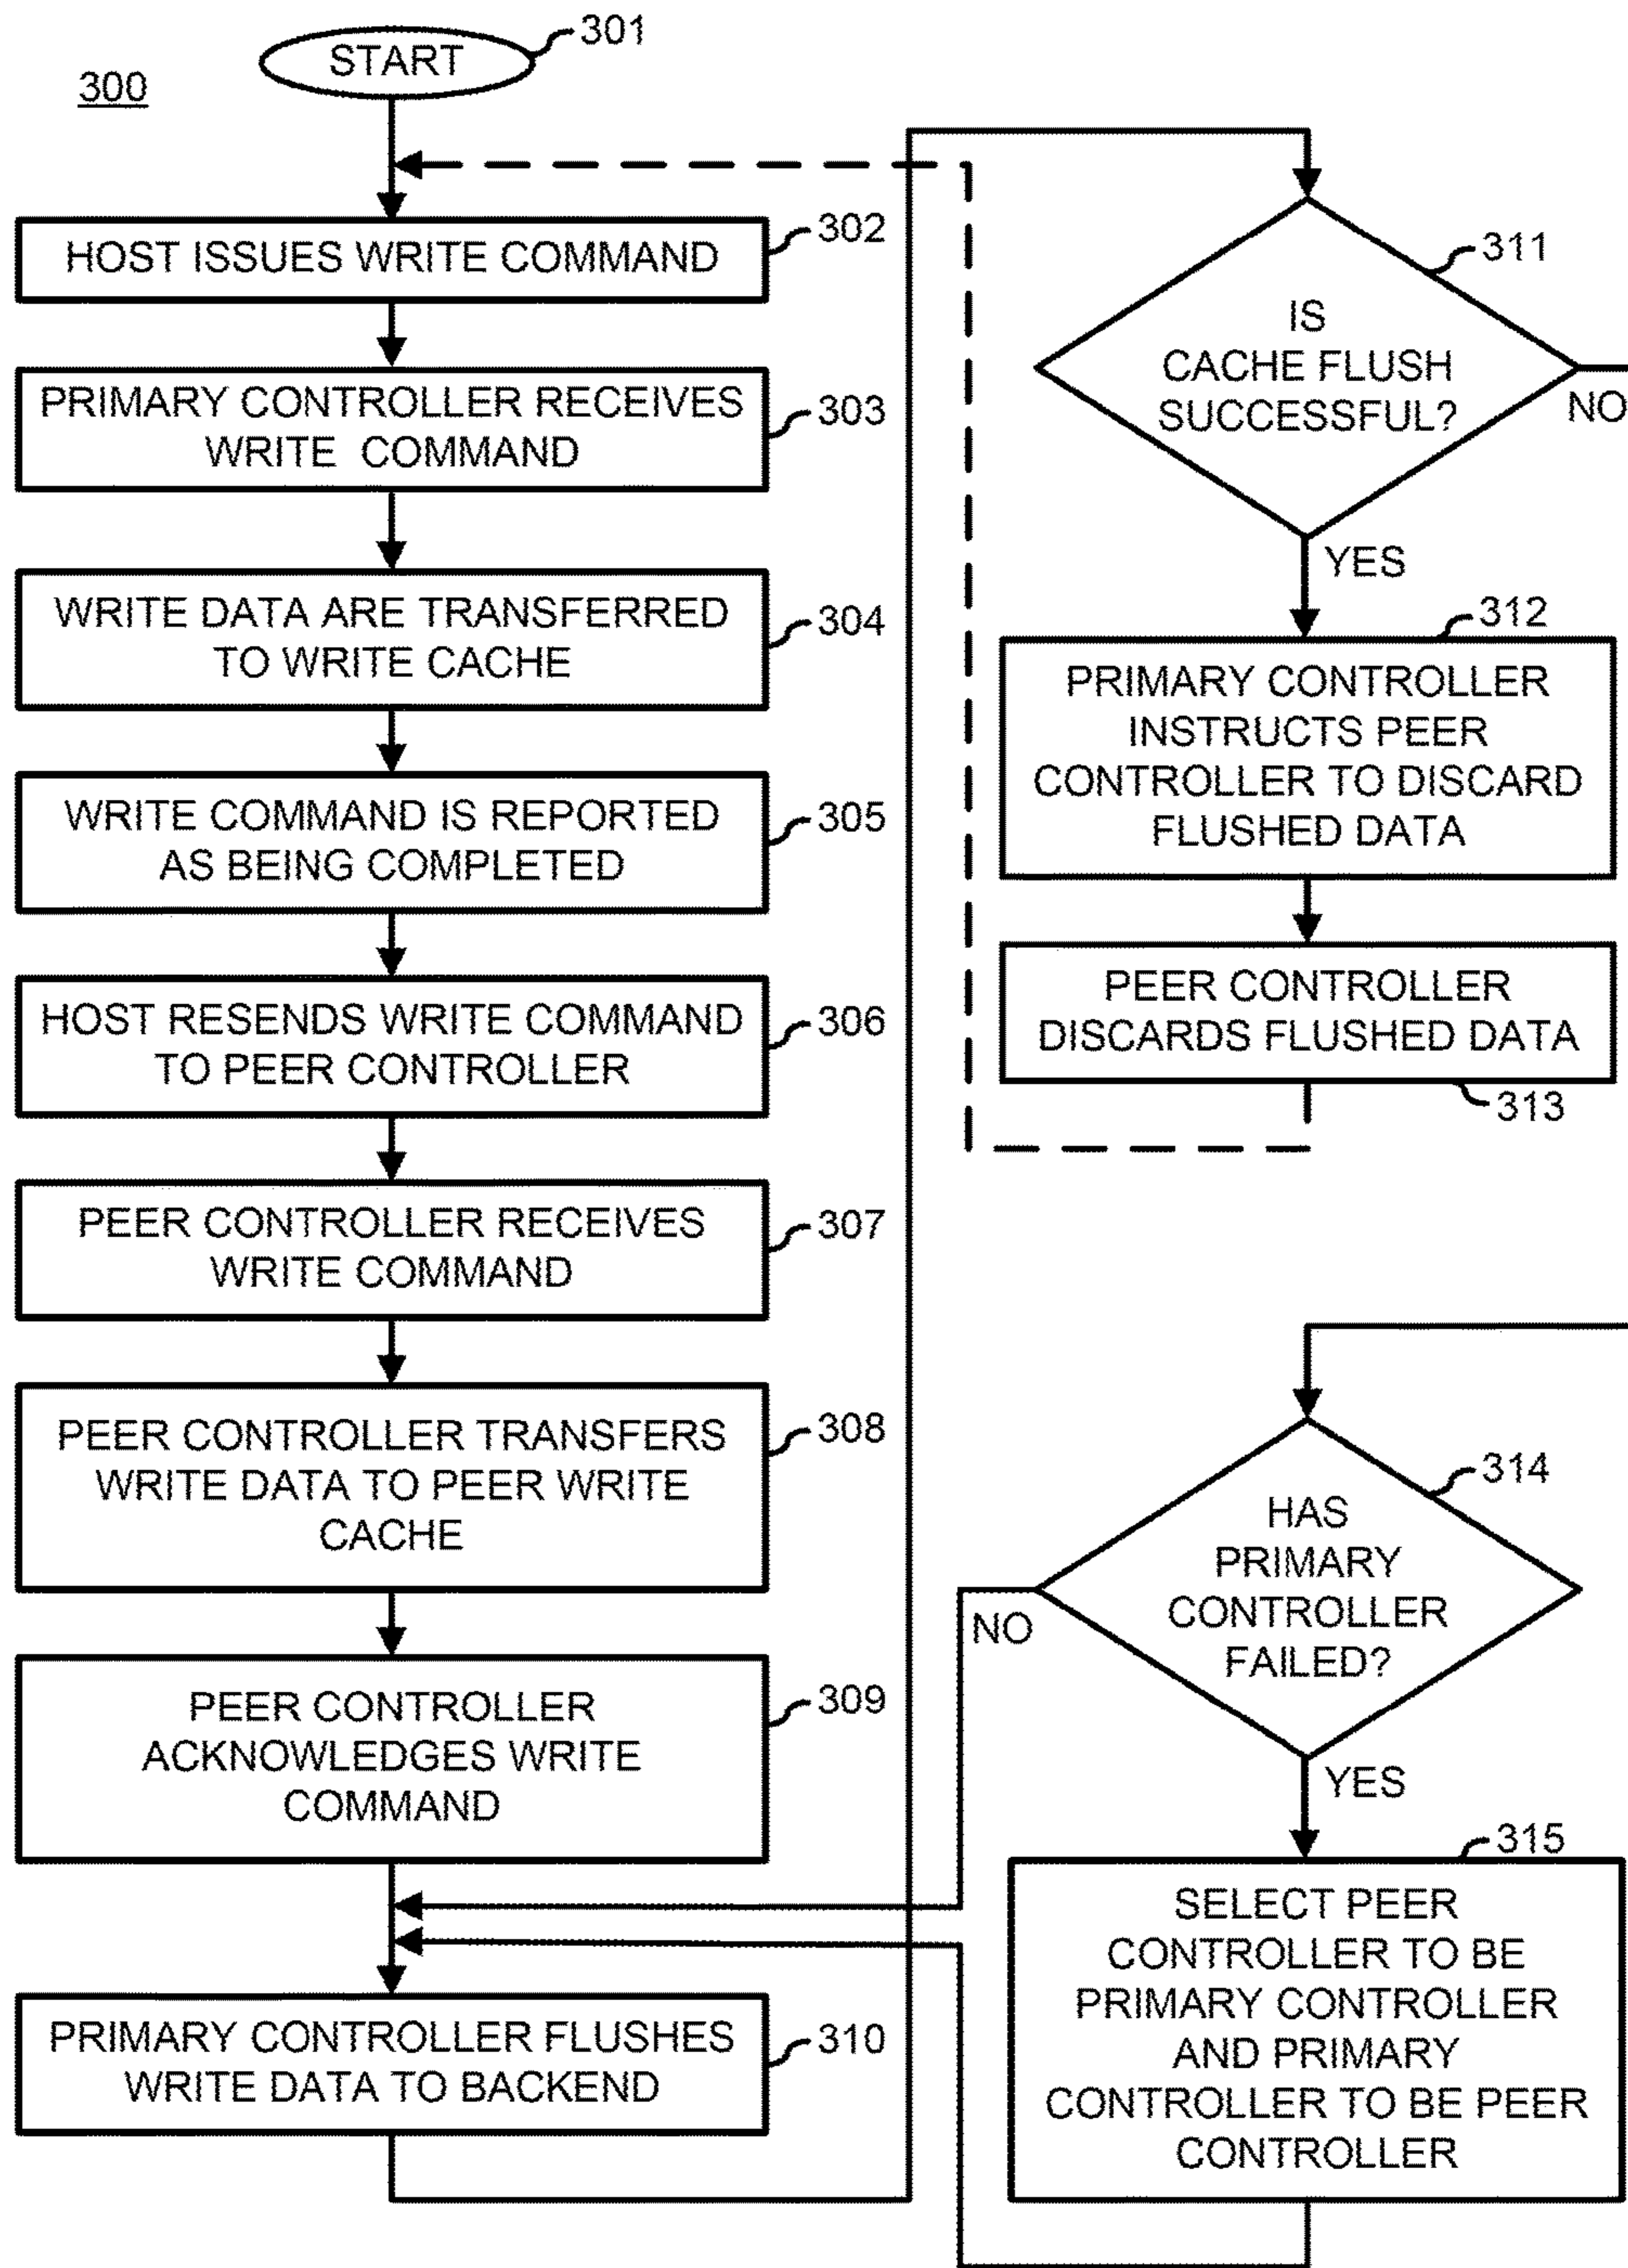 300
START
301
HOST ISSUES WRITE COMMAND
302
PRIMARY CONTROLLER RECEIVES
WRITE COMMAND
303
WRITE DATA ARE TRANSFERRED
TO WRITE CACHE
304
WRITE COMMAND IS REPORTED
AS BEING COMPLETED
305
HOST RESENDS WRITE COMMAND
TO PEER CONTROLLER
306
PEER CONTROLLER RECEIVES
WRITE COMMAND
307
PEER CONTROLLER TRANSFERS
WRITE DATA TO PEER WRITE
CACHE
308
PEER CONTROLLER
ACKNOWLEDGES WRITE
COMMAND
309
PRIMARY CONTROLLER FLUSHES
WRITE DATA TO BACKEND
310
311
IS
CACHE FLUSH
SUCCESSFUL?
NO
YES
312
PRIMARY CONTROLLER
INSTRUCTS PEER
CONTROLLER TO DISCARD
FLUSHED DATA
PEER CONTROLLER
DISCARDS FLUSHED DATA
313
314
HAS
PRIMARY
CONTROLLER
FAILED?
NO
YES
315
SELECT PEER
CONTROLLER TO BE
PRIMARY CONTROLLER
AND PRIMARY
CONTROLLER TO BE PEER
CONTROLLER